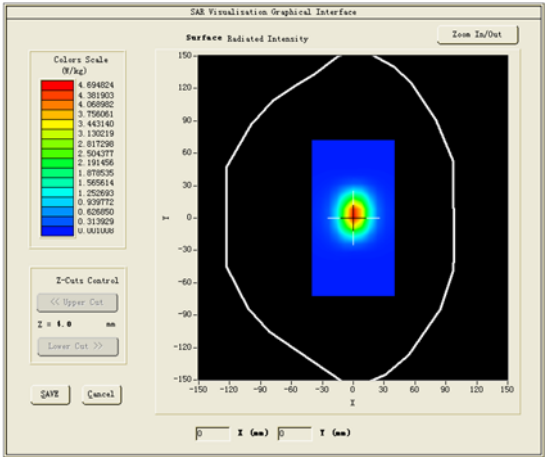 SAR Visualisation Graphical Interface
Surface Radiated Intensity
Zoom In/Out
Colors Scale
(W/kg)
4.694824
4.381903
4.068982
3.756061
3.443140
3.130219
2.817298
2.504377
2.191456
1.878535
1.565614
1.252693
0.939772
0.626850
0.313929
0.001008
150
120
90
60
30
0
-30
-60
-90
-120
-150
Y
-150 -120 -90 -60 -30 0 30 60 90 120 150
X
Z-Cuts Control
<< Upper Cut
Z = 4.0 mm
Lower Cut >>
SAVE Cancel
0 X (mm) 0 Y (mm)